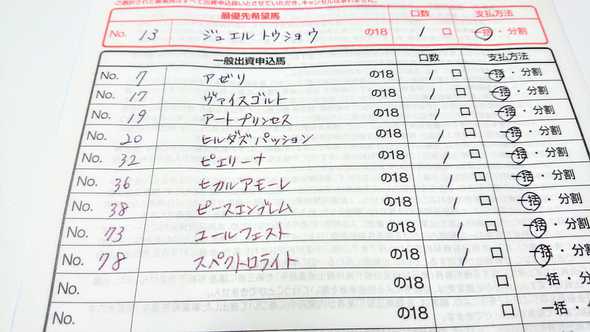 最優先希望馬 口数 支払方法
No. 13 ジュエルトウショウ の18 1 口 一括・分割
一般出資申込馬 口数 支払方法
No. 7 アゼリ の18 1 口 一括・分割
No. 17 ヴァイスゴルト の18 1 口 一括・分割
No. 19 アートプリンセス の18 1 口 一括・分割
No. 20 ヒルダズパッション の18 1 口 一括・分割
No. 32 ピエリーナ の18 1 口 一括・分割
No. 36 ヒカルアモーレ の18 1 口 一括・分割
No. 38 ピースエンブレム の18 1 口 一括・分割
No. 73 ユールフェスト の18 1 口 一括・分割
No. 78 スペクトロライト の18 1 口 一括・分割
No. の18 口 一括・分
No. の18 口 一括